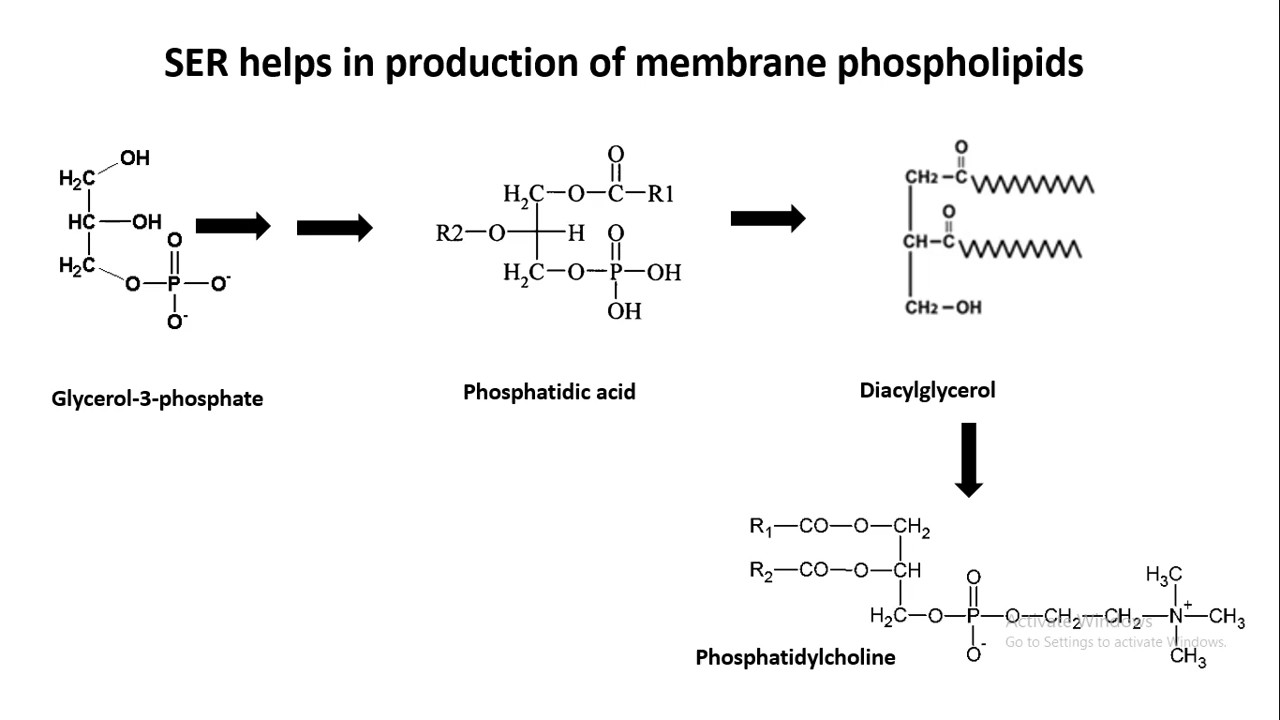 SER helps in production of membrane phospholipids
OH
H₂C
HC—OH
O
H₂C
O—P—O⁻
O⁻
Glycerol-3-phosphate
O
H₂C—O—C—R1
R2—O—H
O
H₂C—O—P—OH
OH
Phosphatidic acid
O
CH₂–C
O
CH–C
CH₂–OH
Diacylglycerol
R₁—CO—O—CH₂
R₂—CO—O—CH
O
H₃C
H₂C—O—P—O—CH₂—CH₂—N⁺—CH₃
O⁻
CH₃
Phosphatidylcholine
Activate Windows
Go to Settings to activate Windows.